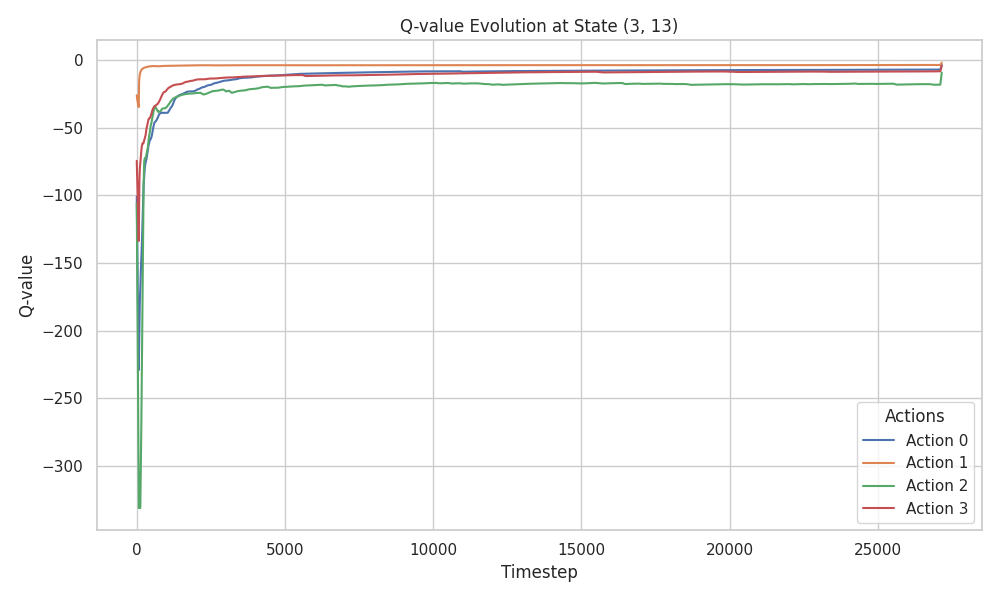 Q-value Evolution at State (3, 13)
0
−50
−100
−150
−200
−250
−300
Q-value
0
5000
10000
15000
20000
25000
Timestep
Actions
Action 0
Action 1
Action 2
Action 3